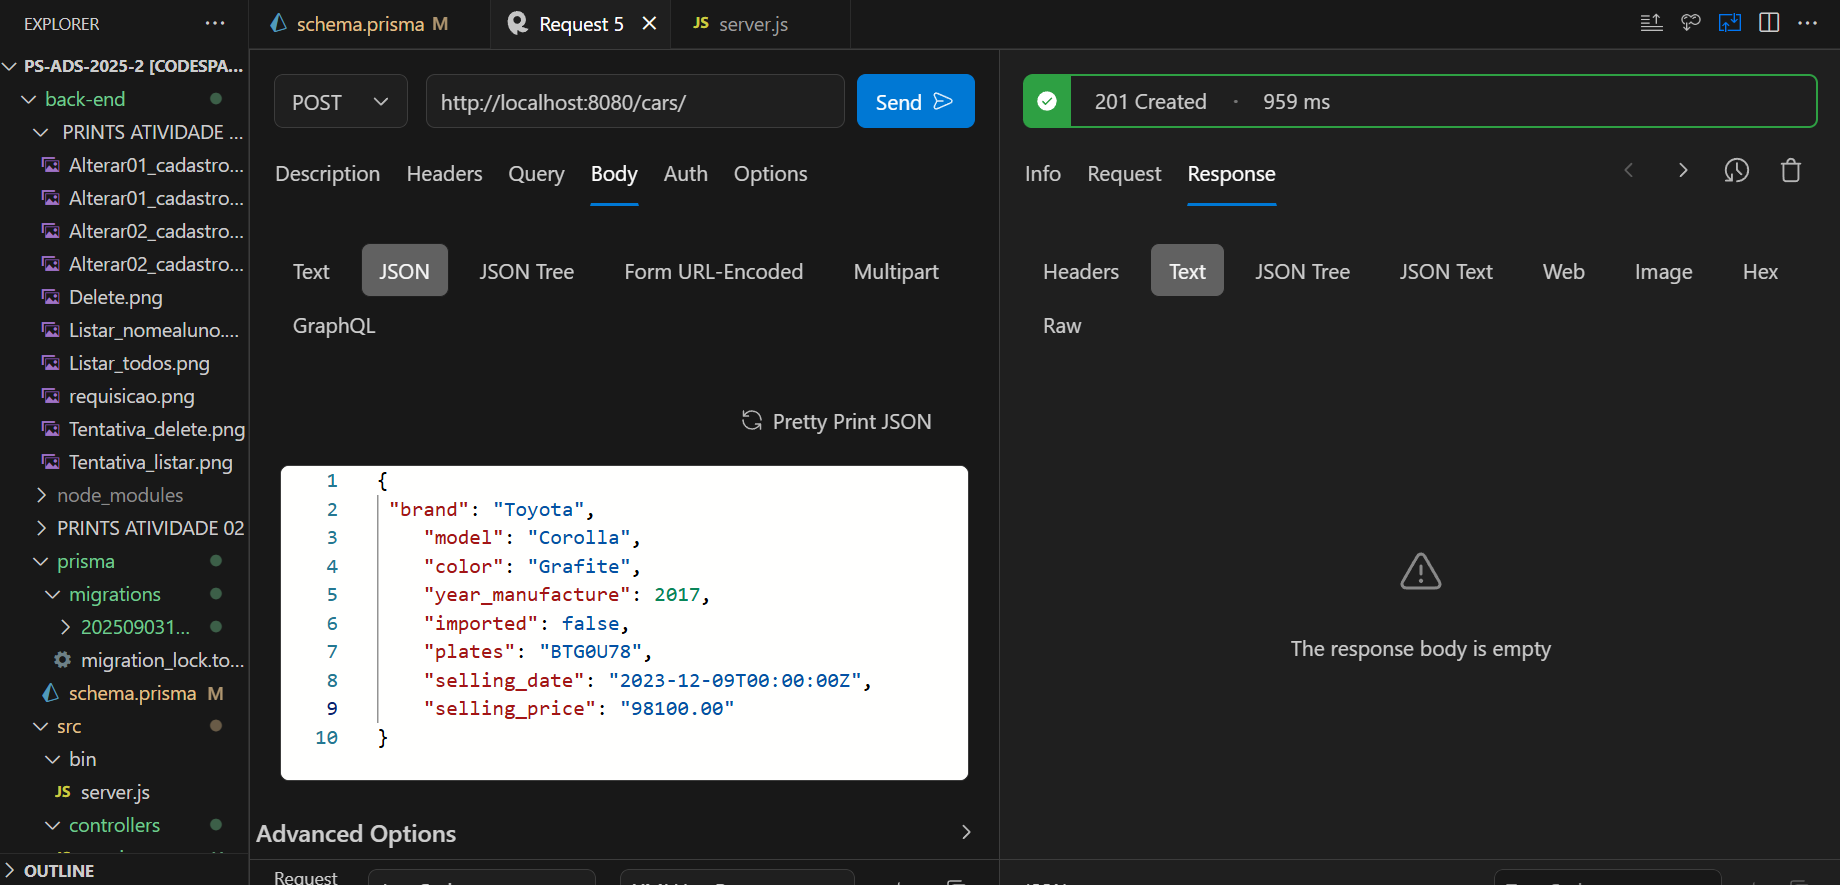 EXPLORER
PS-ADS-2025-2 [CODESPA...
back-end
PRINTS ATIVIDADE ...
Alterar01_cadastro...
Alterar01_cadastro...
Alterar02_cadastro...
Alterar02_cadastro...
Delete.png
Listar_nomealuno....
Listar_todos.png
requisicao.png
Tentativa_delete.png
Tentativa_listar.png
node_modules
PRINTS ATIVIDADE 02
prisma
migrations
202509031...
migration_lock.to...
schema.prisma M
src
bin
JS server.js
controllers
OUTLINE
schema.prisma M
Request 5
JS server.js
POST
http://localhost:8080/cars/
Send
Description Headers Query Body Auth Options
Text JSON JSON Tree Form URL-Encoded Multipart
GraphQL
Pretty Print JSON
1 {
2 "brand": "Toyota",
3 "model": "Corolla",
4 "color": "Grafite",
5 "year_manufacture": 2017,
6 "imported": false,
7 "plates": "BTG0U78",
8 "selling_date": "2023-12-09T00:00:00Z",
9 "selling_price": "98100.00"
10 }
Advanced Options
Request
201 Created · 959 ms
Info Request Response
Headers Text JSON Tree JSON Text Web Image Hex
Raw
The response body is empty